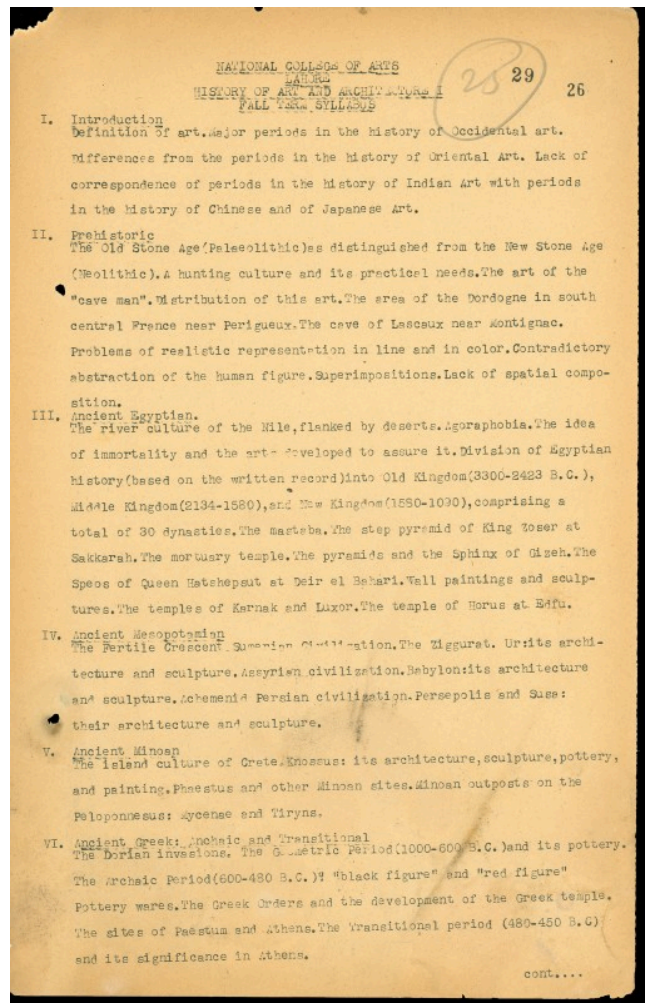 NATIONAL COLLEGE OF ARTS
LAHORE
HISTORY OF ART AND ARCHITECTURE I
FALL TERM SYLLABUS
25 29
26
I. Introduction
Definition of art.Major periods in the history of Occidental art.
Differences from the periods in the history of Oriental Art. Lack of
correspondence of periods in the history of Indian Art with periods
in the history of Chinese and of Japanese Art.
II. Prehistoric
The Old Stone Age(Palaeolithic)as distinguished from the New Stone Age
(Neolithic).A hunting culture and its practical needs.The art of the
"cave man".Distribution of this art.The area of the Dordogne in south
central France near Perigueux.The cave of Lascaux near Montignac.
Problems of realistic representation in line and in color.Contradictory
abstraction of the human figure.Superimpositions.Lack of spatial compo-
sition.
III. Ancient Egyptian.
The river culture of the Nile,flanked by deserts.Agoraphobia.The idea
of immortality and the arts developed to assure it.Division of Egyptian
history(based on the written record)into Old Kingdom(3300-2423 B.C.),
Middle Kingdom(2134-1580),and New Kingdom(1580-1090),comprising a
total of 30 dynasties.The mastaba.The step pyramid of King Zoser at
Sakkarah.The mortuary temple.The pyramids and the Sphinx of Gizeh.The
Speos of Queen Hatshepsut at Deir el Bahari.Wall paintings and sculp-
tures.The temples of Karnak and Luxor.The temple of Horus at Edfu.
IV. Ancient Mesopotamian
The Fertile Crescent.Sumerian Civilization.The Ziggurat. Ur:its archi-
tecture and sculpture.Assyrian civilization.Babylon:its architecture
and sculpture.Achemenid Persian civilization.Persepolis and Susa:
their architecture and sculpture.
V. Ancient Minoan
The island culture of Crete.Knossus: its architecture,sculpture,pottery,
and painting.Phaestus and other Minoan sites.Minoan outposts on the
Peloponnesus: Mycenae and Tiryns.
VI. Ancient Greek: Anchaic and Transitional
The Dorian invasions. The Geometric Period(1000-600 B.C.)and its pottery.
The Archaic Period(600-480 B.C.)? "black figure" and "red figure"
Pottery wares.The Greek Orders and the development of the Greek temple.
The sites of Paestum and Athens.The Transitional period (480-450 B.C)
and its significance in Athens.
cont....